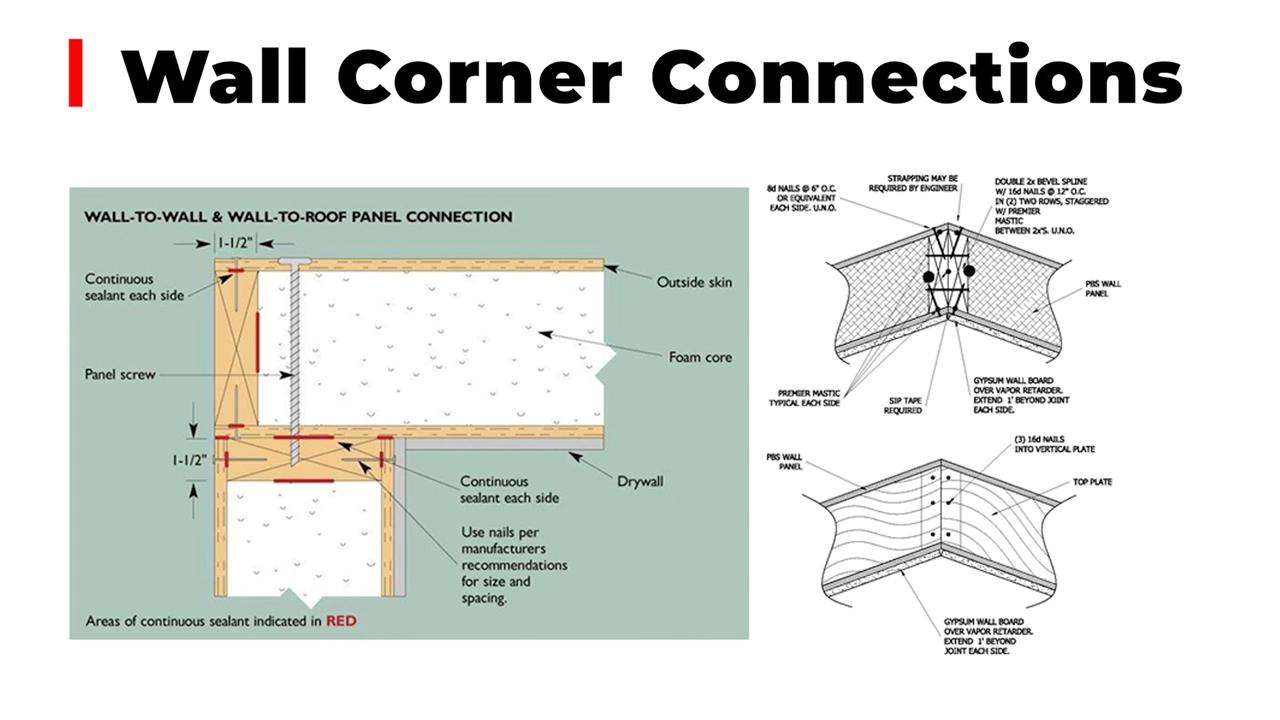 Wall Corner Connections
WALL-TO-WALL & WALL-TO-ROOF PANEL CONNECTION
1-1/2"
Continuous
sealant each side
Outside skin
Foam core
Panel screw
1-1/2"
Continuous
sealant each side
Drywall
Use nails per
manufacturers
recommendations
for size and
spacing.
Areas of continuous sealant indicated in RED
8d NAILS @ 6" O.C.
OR EQUIVALENT
EACH SIDE. U.N.O.
STRAPPING MAY BE
REQUIRED BY ENGINEER
DOUBLE 2x BEVEL SPLINE
W/ 16d NAILS @ 12" O.C.
IN (2) TWO ROWS, STAGGERED
W/ PREMIER
MASTIC
BETWEEN 2x'S. U.N.O.
PBS WALL
PANEL
PREMIER MASTIC
TYPICAL EACH SIDE
SIP TAPE
REQUIRED
GYPSUM WALL BOARD
OVER VAPOR RETARDER.
EXTEND 1' BEYOND JOINT
EACH SIDE.
PBS WALL
PANEL
(3) 16d NAILS
INTO VERTICAL PLATE
TOP PLATE
GYPSUM WALL BOARD
OVER VAPOR RETARDER.
EXTEND 1' BEYOND
JOINT EACH SIDE.